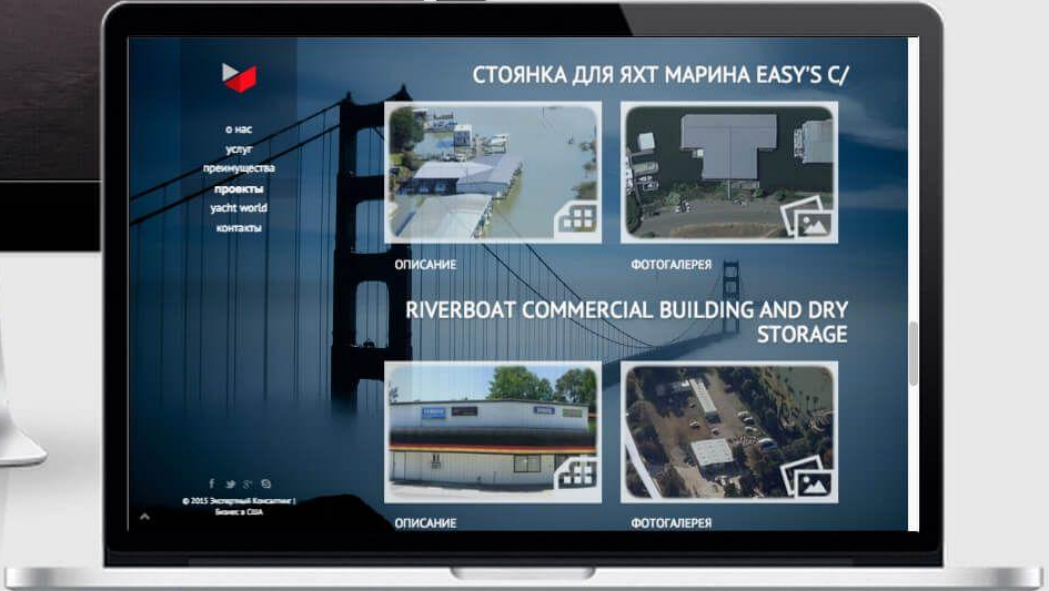 о нас
услуг
преимущества
проекты
yacht world
контакты
© 2015 Экспертный Консалтинг |
Бизнес в США
СТОЯНКА ДЛЯ ЯХТ МАРИНА EASY'S C/
ОПИСАНИЕ
ФОТОГАЛЕРЕЯ
RIVERBOAT COMMERCIAL BUILDING AND DRY
STORAGE
ОПИСАНИЕ
ФОТОГАЛЕРЕЯ